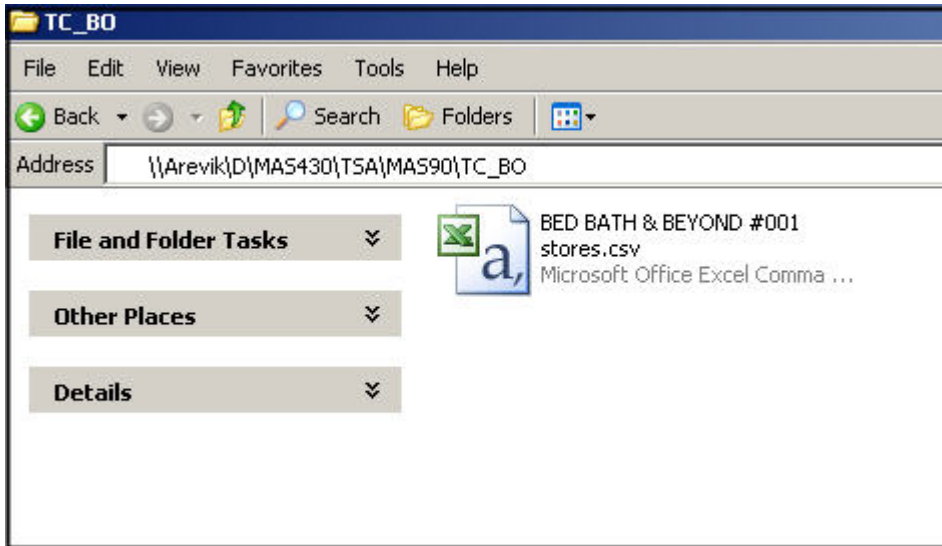 TC_BO
File Edit View Favorites Tools Help
Back Search Folders
Address \\Arevik\D\MAS430\TSA\MAS90\TC_BO
File and Folder Tasks
BED BATH & BEYOND #001
stores.csv
Microsoft Office Excel Comma ...
Other Places
Details